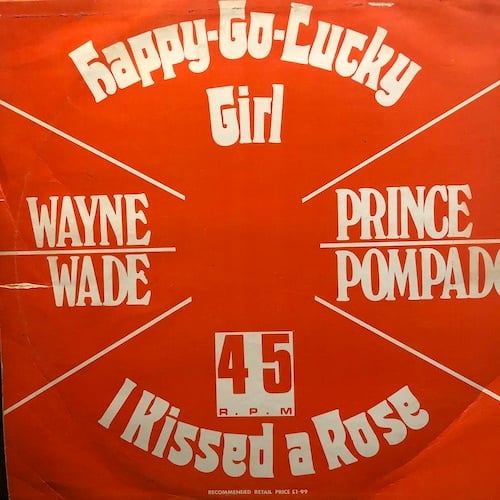 Happy-Go-Lucky
Girl
WAYNE
WADE
PRINCE
POMPADO
45
R.P.M
I Kissed a Rose
RECOMMENDED RETAIL PRICE £1-99